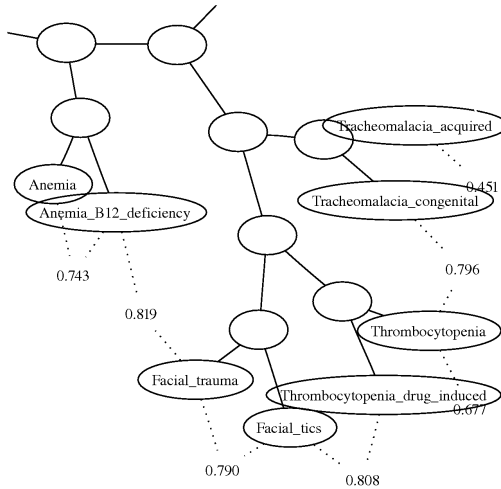 Tracheomalacia_acquired
Anemia
0.451
Tracheomalacia_congenital
Anemia_B12_deficiency
0.743
0.796
0.819
Thrombocytopenia
Facial_trauma
Thrombocytopenia_drug_induced
0.677
Facial_tics
0.790
0.808